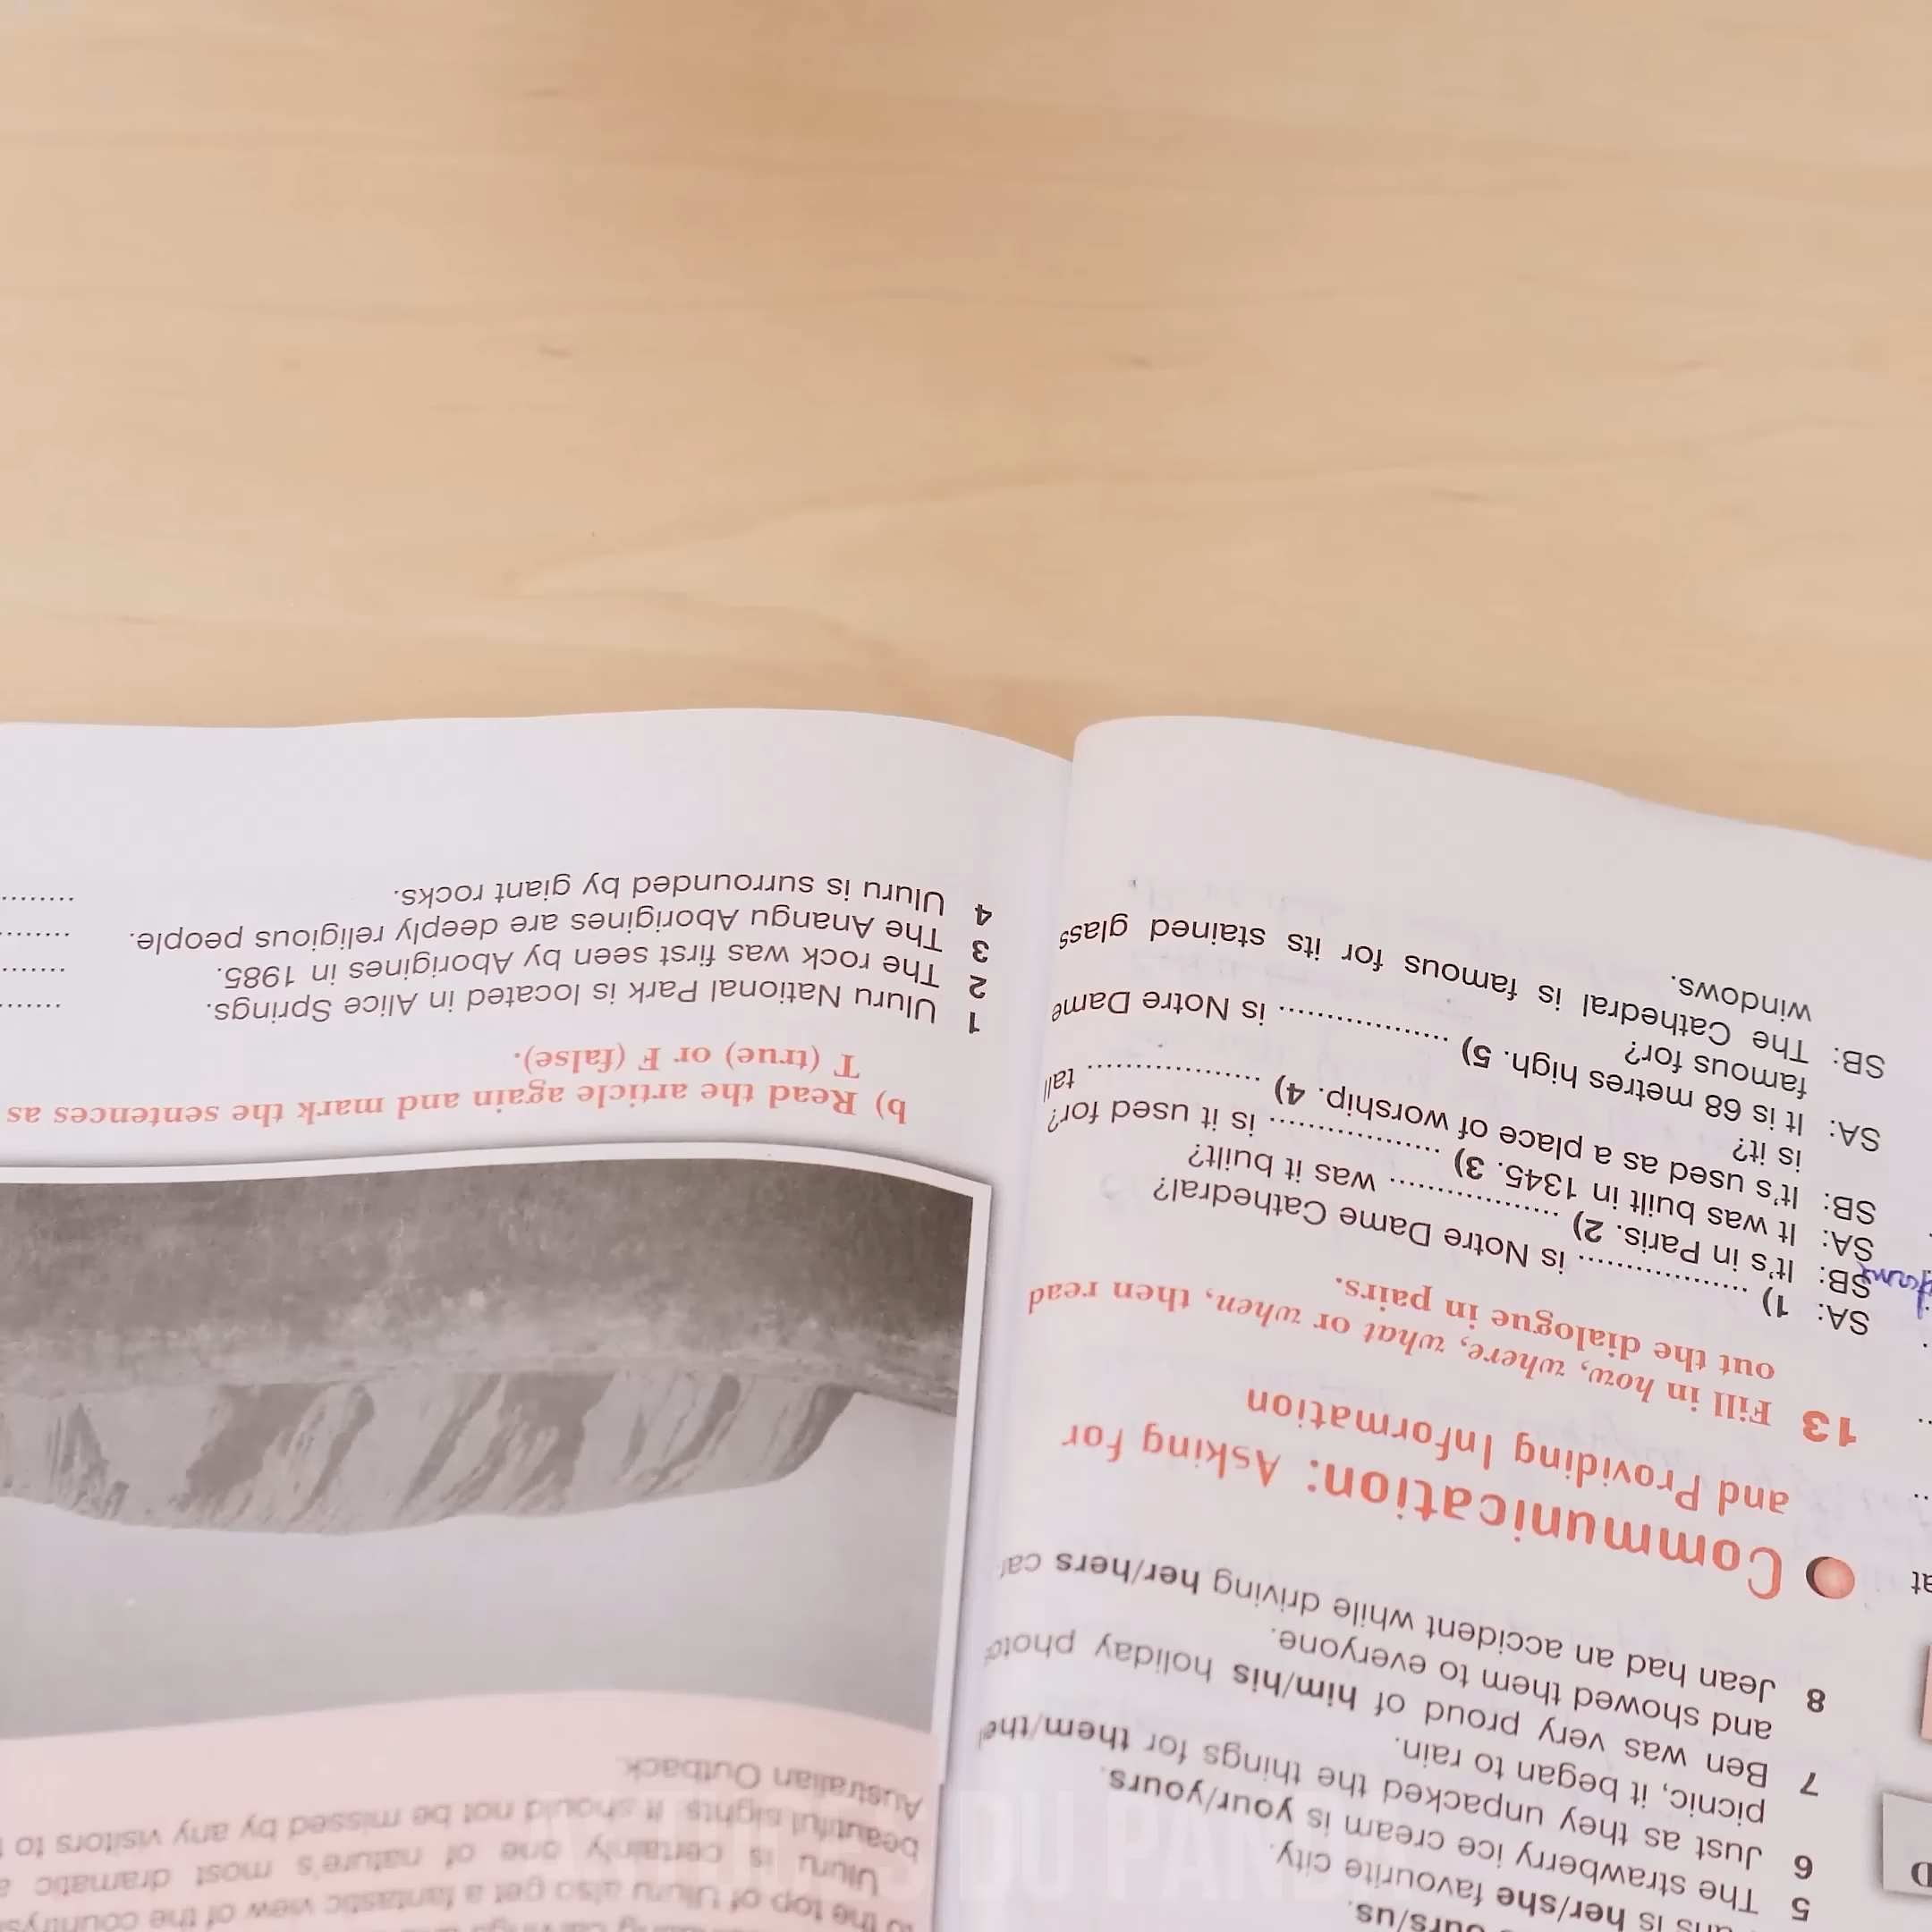 ours/us.
is her/she favourite city.
5 The strawberry ice cream is your/yours.
6 Just as they unpacked the things for them/the
picnic, it began to rain.
7 Ben was very proud of him/his holiday photos
and showed them to everyone.
8 Jean had an accident while driving her/hers car
Communication: Asking for
and Providing Information
13 Fill in how, where, what or when, then read
out the dialogue in pairs.
SA: 1) .................. is Notre Dame Cathedral?
SB: It's in Paris. 2) .................. was it built?
SA: It was built in 1345. 3) .................. is it used for?
SB: It's used as a place of worship. 4) .................. tall
is it?
SA: It is 68 metres high. 5) .................. is Notre Dame
famous for?
SB: The Cathedral is famous for its stained glass
windows.
to the top of Uluru also get a fantastic view of the
Uluru is certainly one of nature's most dramatic
beautiful sights. It should not be missed by any visitors to
Australian Outback.
b) Read the article again and mark the sentences as
T (true) or F (false).
1 Uluru National Park is located in Alice Springs. ........
2 The rock was first seen by Aborigines in 1985. ........
3 The Anangu Aborigines are deeply religious people. ........
4 Uluru is surrounded by giant rocks. ........
at
D
DU PANDA